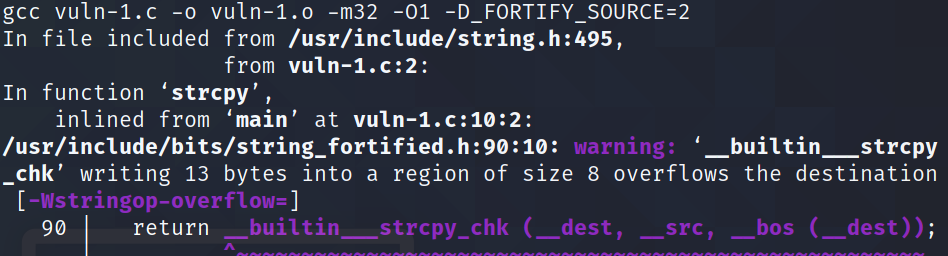 gcc vuln-1.c -o vuln-1.o -m32 -O1 -D_FORTIFY_SOURCE=2
In file included from /usr/include/string.h:495,
                 from vuln-1.c:2:
In function ‘strcpy’,
    inlined from ‘main’ at vuln-1.c:10:2:
/usr/include/bits/string_fortified.h:90:10: warning: ‘__builtin___strcpy
_chk’ writing 13 bytes into a region of size 8 overflows the destination
 [-Wstringop-overflow=]
   90 |   return __builtin___strcpy_chk (__dest, __src, __bos (__dest));
      |          ^~~~~~~~~~~~~~~~~~~~~~~~~~~~~~~~~~~~~~~~~~~~~~~~~~~~~~